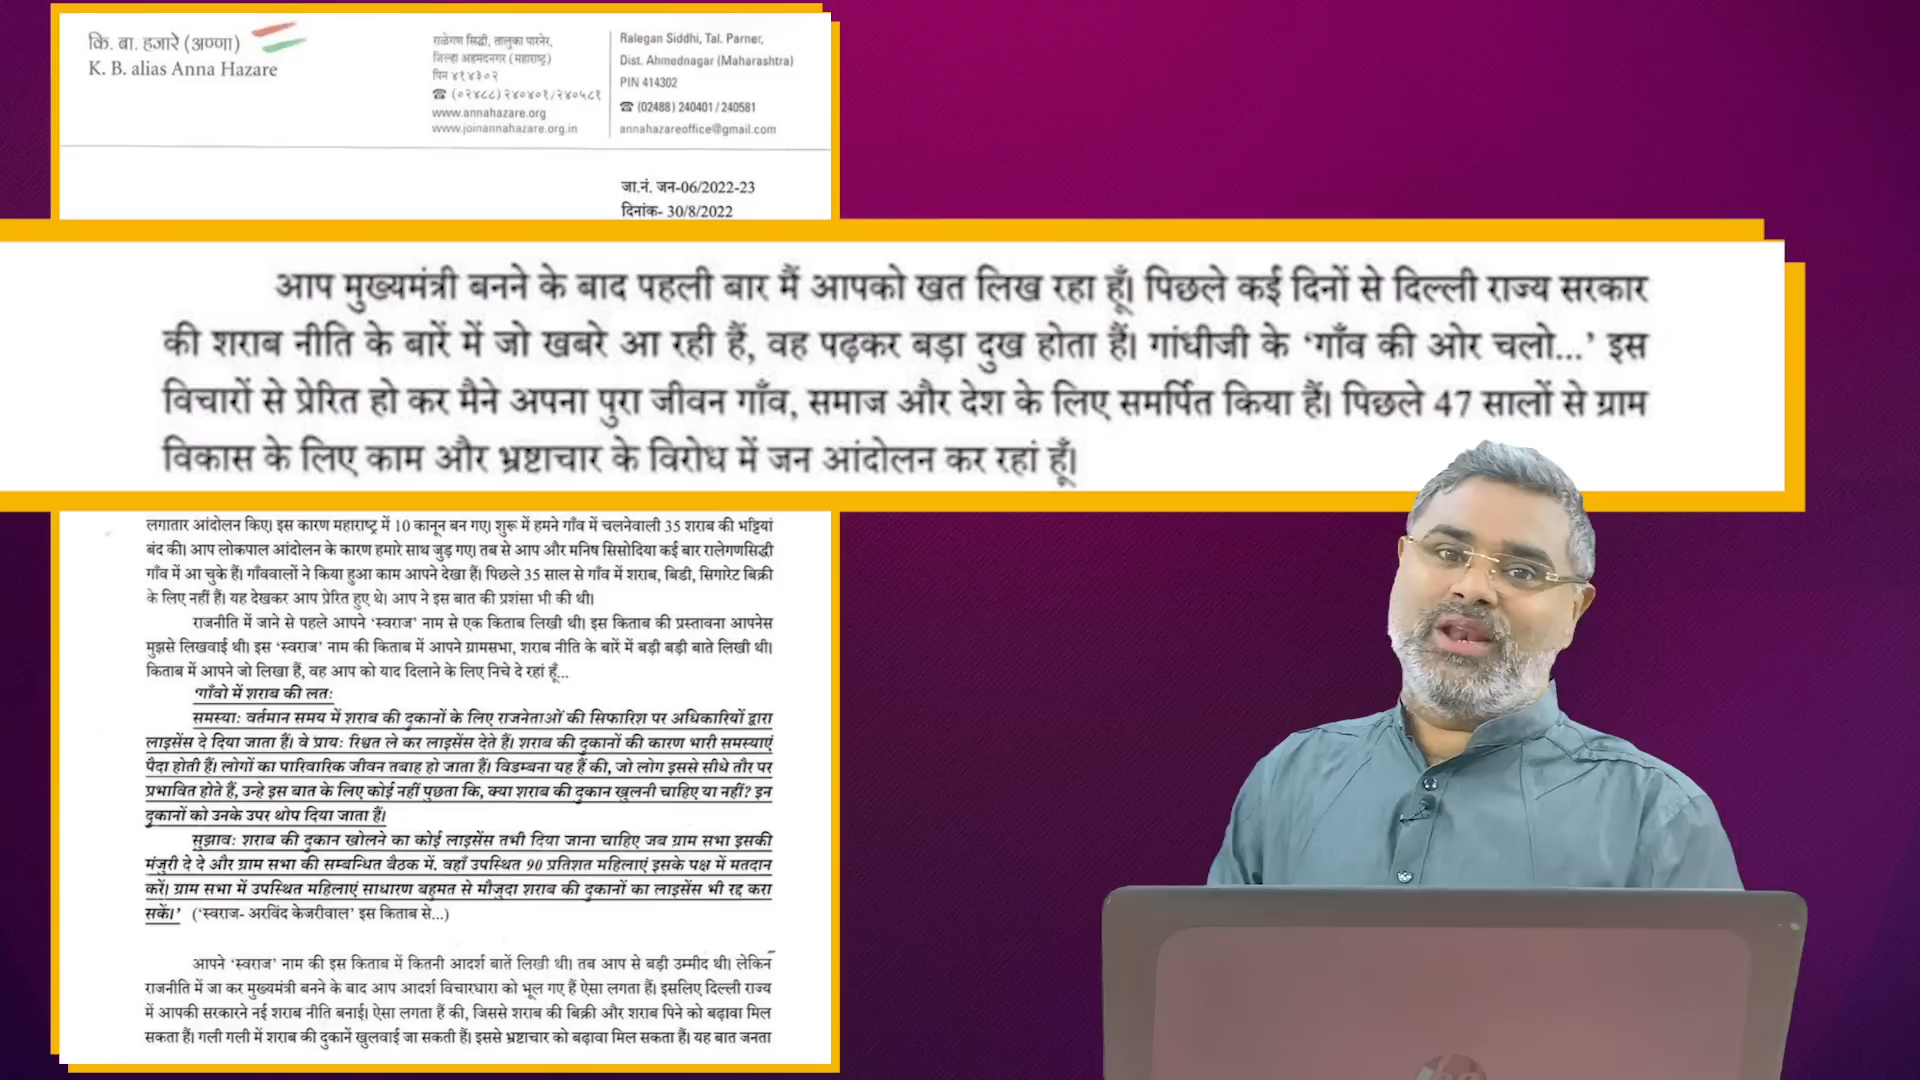 कि. बा. हजारे (अण्णा)
K. B. alias Anna Hazare
राळेगण सिद्धी, तालुका पारनेर,
जिल्हा अहमदनगर (महाराष्ट्र)
पिन ४१४३०२
☎ (०२४८८) २४०४०१/२४०५८१
www.annahazare.org
www.joinannahazare.org.in
Ralegan Siddhi, Tal. Parner,
Dist. Ahmednagar (Maharashtra)
PIN 414302
☎ (02488) 240401/240581
annahazareoffice@gmail.com
जा.नं. जन-06/2022-23
दिनांक- 30/8/2022
आप मुख्यमंत्री बनने के बाद पहली बार मैं आपको खत लिख रहा हूँ। पिछले कई दिनों से दिल्ली राज्य सरकार
की शराब नीति के बारें में जो खबरे आ रही हैं, वह पढ़कर बड़ा दुख होता हैं। गांधीजी के ‘गाँव की ओर चलो...’ इस
विचारों से प्रेरित हो कर मैने अपना पुरा जीवन गाँव, समाज और देश के लिए समर्पित किया हैं। पिछले 47 सालों से ग्राम
विकास के लिए काम और भ्रष्टाचार के विरोध में जन आंदोलन कर रहां हूँ।
लगातार आंदोलन किए। इस कारण महाराष्ट्र में 10 कानून बन गए। शुरू में हमने गाँव में चलनेवाली 35 शराब की भट्टियां
बंद की। आप लोकपाल आंदोलन के कारण हमारे साथ जुड़ गए। तब से आप और मनिष सिसोदिया कई बार रालेगणसिद्धी
गाँव में आ चुके हैं। गाँववालों ने किया हुआ काम आपने देखा हैं। पिछले 35 साल से गाँव में शराब, बिडी, सिगारेट बिक्री
के लिए नहीं हैं। यह देखकर आप प्रेरित हुए थे। आप ने इस बात की प्रशंसा भी की थी।
राजनीति में जाने से पहले आपने ‘स्वराज’ नाम से एक किताब लिखी थी। इस किताब की प्रस्तावना आपनेस
मुझसे लिखवाई थी। इस ‘स्वराज’ नाम की किताब में आपने ग्रामसभा, शराब नीति के बारें में बड़ी बड़ी बाते लिखी थी।
किताब में आपने जो लिखा हैं, वह आप को याद दिलाने के लिए निचे दे रहां हूँ...
‘गाँवो में शराब की लतः
समस्याः वर्तमान समय में शराब की दुकानों के लिए राजनेताओं की सिफारिश पर अधिकारियों द्वारा
लाइसेंस दे दिया जाता हैं। वे प्रायः रिश्वत ले कर लाइसेंस देते हैं। शराब की दुकानों की कारण भारी समस्याएं
पैदा होती हैं। लोगों का पारिवारिक जीवन तबाह हो जाता हैं। विडम्बना यह हैं की, जो लोग इससे सीधे तौर पर
प्रभावित होते हैं, उन्हे इस बात के लिए कोई नहीं पुछता कि, क्या शराब की दुकान खुलनी चाहिए या नहीं? इन
दुकानों को उनके उपर थोप दिया जाता हैं।
सुझावः शराब की दुकान खोलने का कोई लाइसेंस तभी दिया जाना चाहिए जब ग्राम सभा इसकी
मंजुरी दे दे और ग्राम सभा की सम्बन्धित बैठक में, वहाँ उपस्थित 90 प्रतिशत महिलाएं इसके पक्ष में मतदान
करें। ग्राम सभा में उपस्थित महिलाएं साधारण बहुमत से मौजुदा शराब की दुकानों का लाइसेंस भी रद्द करा
सकें।’ (‘स्वराज- अरविंद केजरीवाल’ इस किताब से...)
आपने ‘स्वराज’ नाम की इस किताब में कितनी आदर्श बातें लिखी थी। तब आप से बड़ी उम्मीद थी। लेकिन
राजनीति में जा कर मुख्यमंत्री बनने के बाद आप आदर्श विचारधारा को भूल गए हैं ऐसा लगता हैं। इसलिए दिल्ली राज्य
में आपकी सरकारने नई शराब नीति बनाई। ऐसा लगता हैं की, जिससे शराब की बिक्री और शराब पिने को बढ़ावा मिल
सकता हैं। गली गली में शराब की दुकानें खुलवाई जा सकती हैं। इससे भ्रष्टाचार को बढ़ावा मिल सकता हैं। यह बात जनता
hp